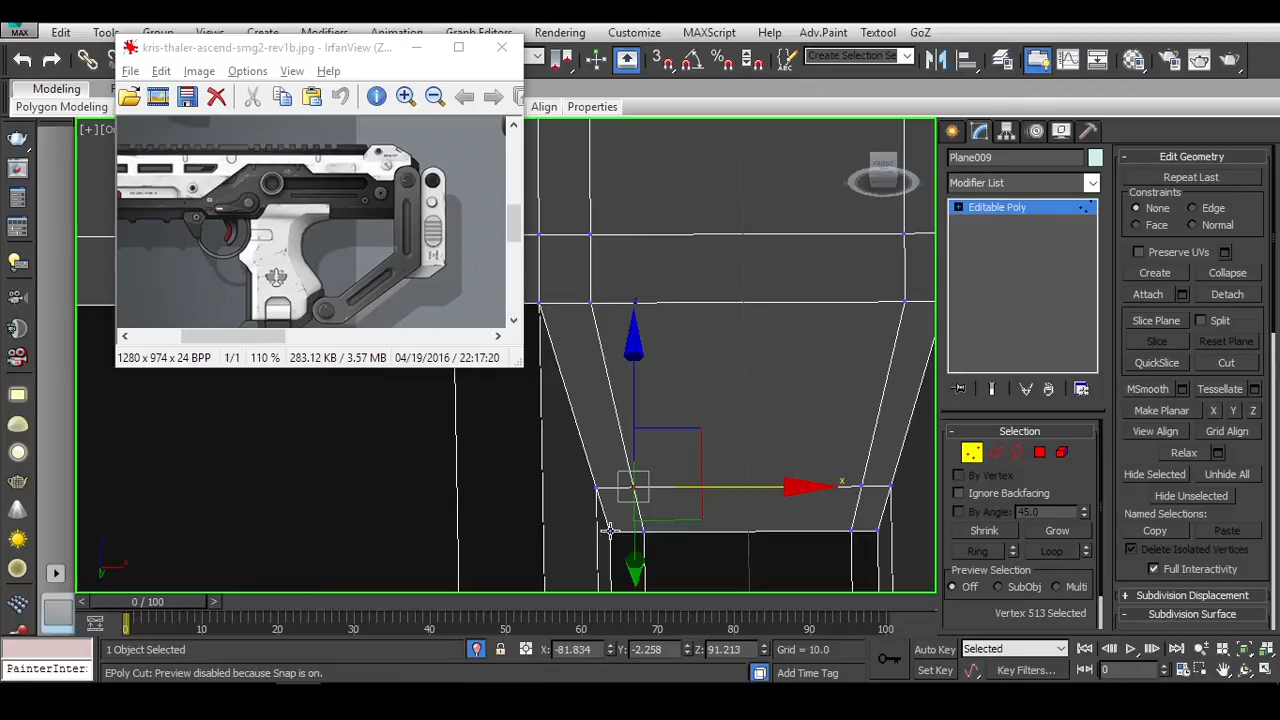 MAX
Edit
Tools
Group
Views
Create
Modifiers
Animation
Graph Editors
Rendering
Customize
MAXScript
Help
Adv.Paint
Textool
GoZ
kris-thaler-ascend-smg2-rev1b.jpg - IrfanView (Z...
File Edit Image Options View Help
Create Selection Se
Modeling
Polygon Modeling
Align
Properties
[+]
FRONT
x
1280 x 974 x 24 BPP 1/1 110 % 283.12 KB / 3.57 MB 04/19/2016 / 22:17:20
Plane009
Modifier List
Editable Poly
Selection
By Vertex
Ignore Backfacing
By Angle: 45.0
Shrink Grow
Ring Loop
Preview Selection
Off SubObj Multi
Vertex 513 Selected
Edit Geometry
Repeat Last
Constraints
None Edge
Face Normal
Preserve UVs
Create Collapse
Attach Detach
Slice Plane Split
Slice Reset Plane
QuickSlice Cut
MSmooth Tessellate
Make Planar X Y Z
View Align Grid Align
Relax
Hide Selected Unhide All
Hide Unselected
Named Selections:
Copy Paste
Delete Isolated Vertices
Full Interactivity
Subdivision Displacement
Subdivision Surface
0 / 100
0 10 20 30 40 50 60 70 80 90 100
1 Object Selected
X: -81.834 Y: -2.258 Z: 91.213 Grid = 10.0
Auto Key Selected
PainterInter
EPoly Cut: Preview disabled because Snap is on.
Add Time Tag
Set Key Key Filters... 0